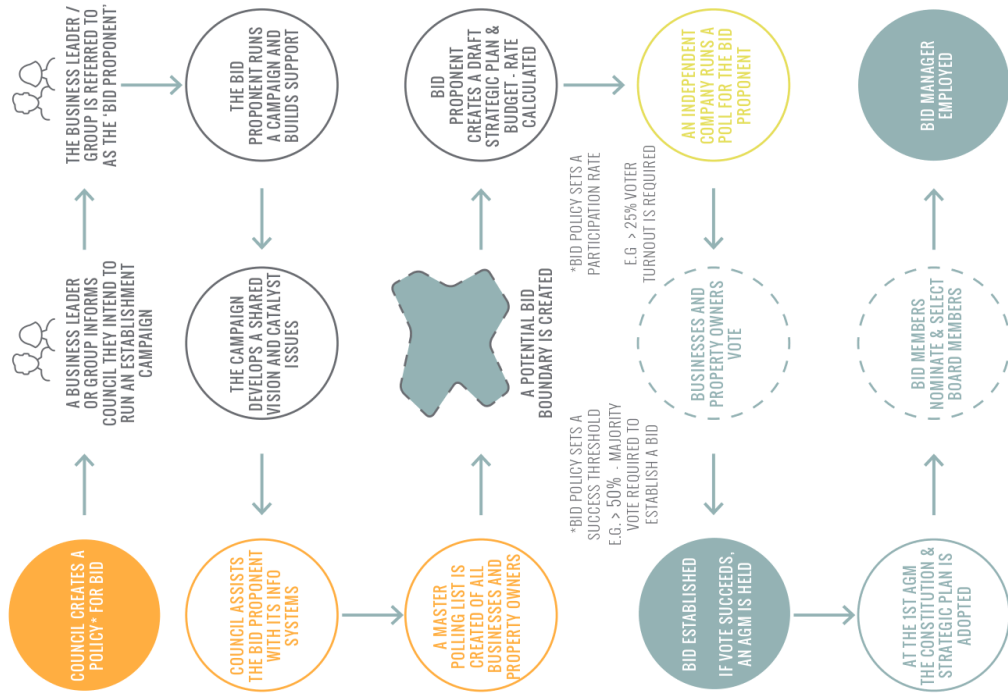 COUNCIL CREATES A
POLICY* FOR BID
A BUSINESS LEADER
OR GROUP INFORMS
COUNCIL THEY INTEND TO
RUN AN ESTABLISHMENT
CAMPAIGN
THE BUSINESS LEADER /
GROUP IS REFERRED TO
AS THE ‘BID PROPONENT’
THE BID
PROPONENT RUNS
A CAMPAIGN AND
BUILDS SUPPORT
THE CAMPAIGN
DEVELOPS A SHARED
VISION AND CATALYST
ISSUES
COUNCIL ASSISTS
THE BID PROPONENT
WITH ITS INFO
SYSTEMS
A MASTER
POLLING LIST IS
CREATED OF ALL
BUSINESSES AND
PROPERTY OWNERS
A POTENTIAL BID
BOUNDARY IS CREATED
BID
PROPONENT
CREATES A DRAFT
STRATEGIC PLAN &
BUDGET - RATE
CALCULATED
AN INDEPENDENT
COMPANY RUNS A
POLL FOR THE BID
PROPONENT
*BID POLICY SETS A
PARTICIPATION RATE
E.G > 25% VOTER
TURNOUT IS REQUIRED
BUSINESSES AND
PROPERTY OWNERS
VOTE
*BID POLICY SETS A
SUCCESS THRESHOLD
E.G. > 50% - MAJORITY
VOTE REQUIRED TO
ESTABLISH A BID
BID ESTABLISHED
IF VOTE SUCCEEDS,
AN AGM IS HELD
AT THE 1ST AGM
THE CONSTITUTION &
STRATEGIC PLAN IS
ADOPTED
BID MEMBERS
NOMINATE & SELECT
BOARD MEMBERS
BID MANAGER
EMPLOYED